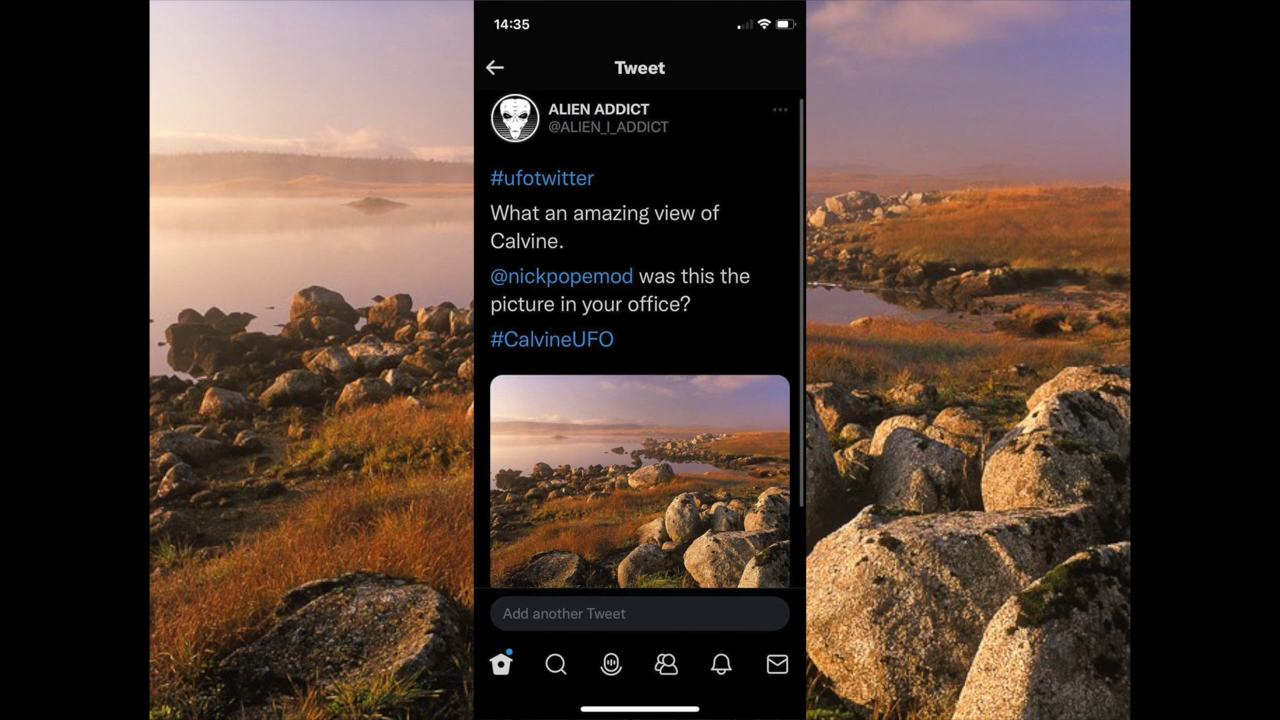 14:35
Tweet
ALIEN ADDICT
@ALIEN_I_ADDICT
#ufotwitter
What an amazing view of
Calvine.
@nickpopemod was this the
picture in your office?
#CalvineUFO
Add another Tweet